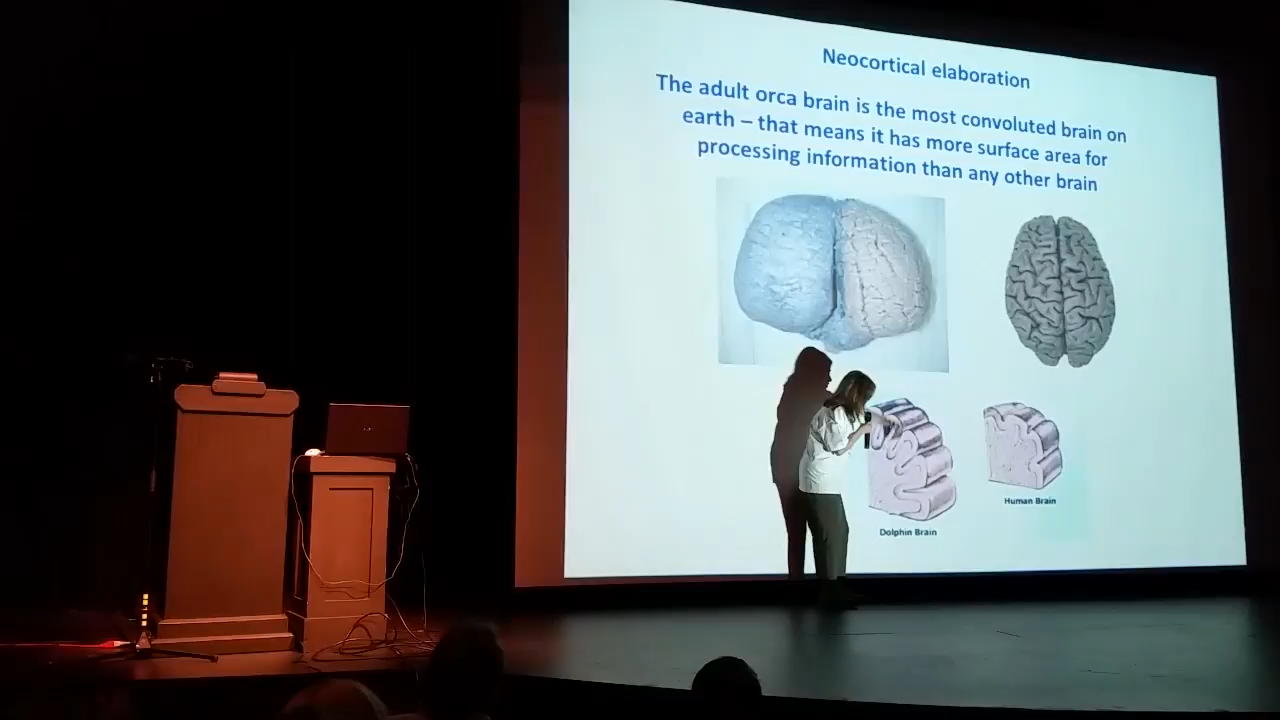 Neocortical elaboration
The adult orca brain is the most convoluted brain on
earth – that means it has more surface area for
processing information than any other brain
Human Brain
Dolphin Brain